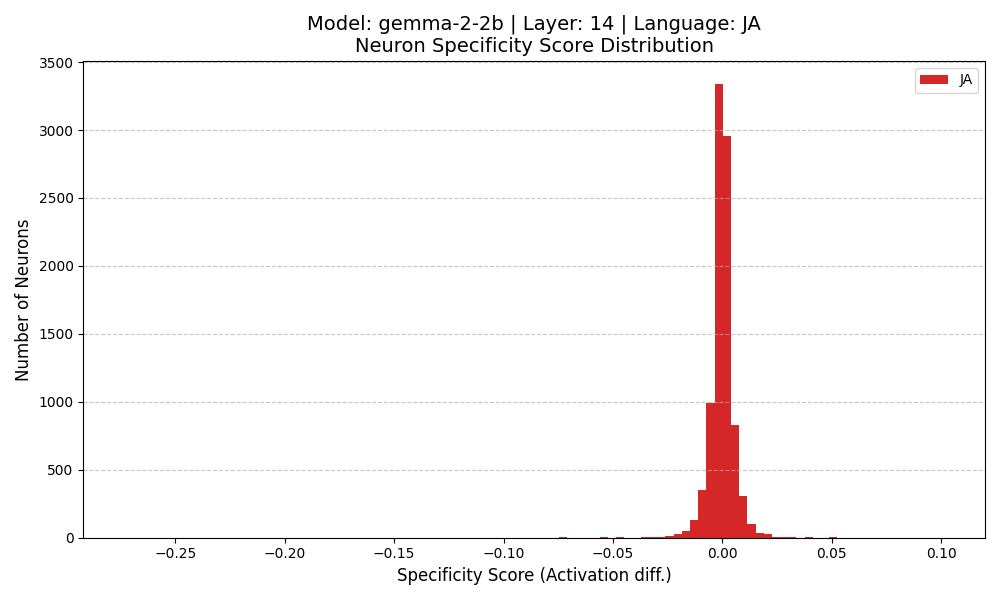 Model: gemma-2-2b | Layer: 14 | Language: JA
Neuron Specificity Score Distribution
JA
Number of Neurons
3500
3000
2500
2000
1500
1000
500
0
−0.25 −0.20 −0.15 −0.10 −0.05 0.00 0.05 0.10
Specificity Score (Activation diff.)